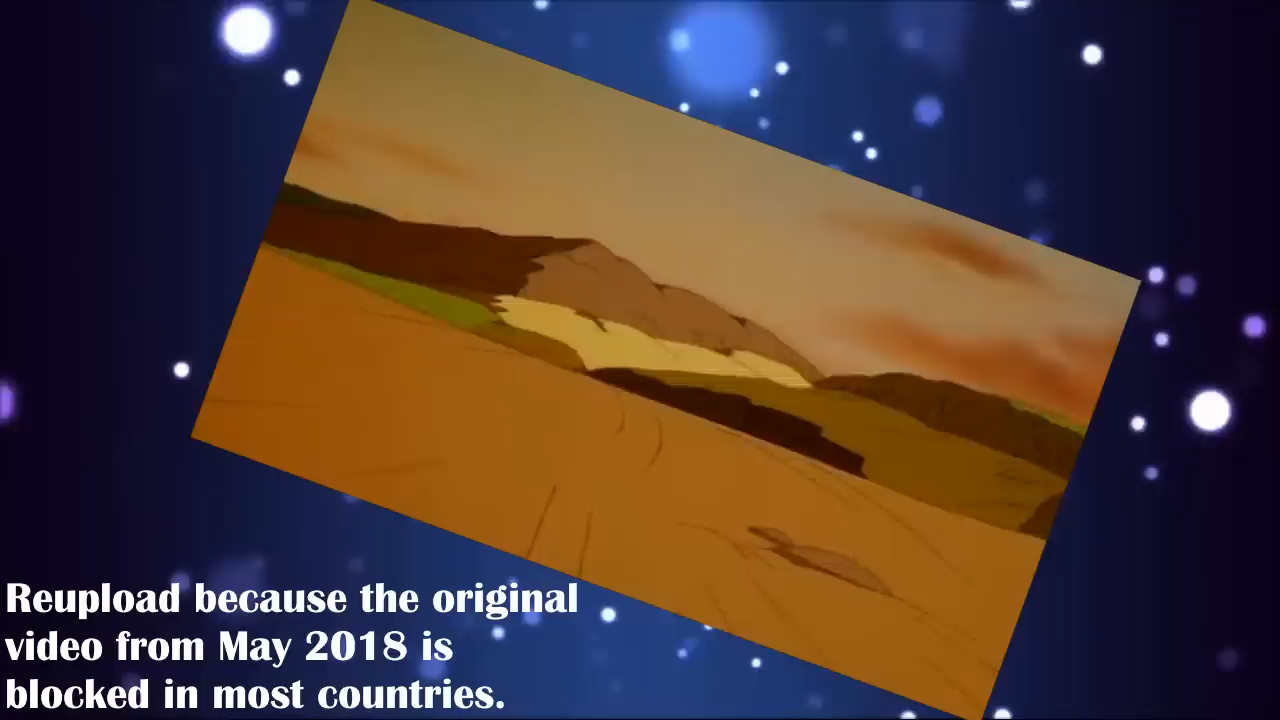 Reupload because the original
video from May 2018 is
blocked in most countries.